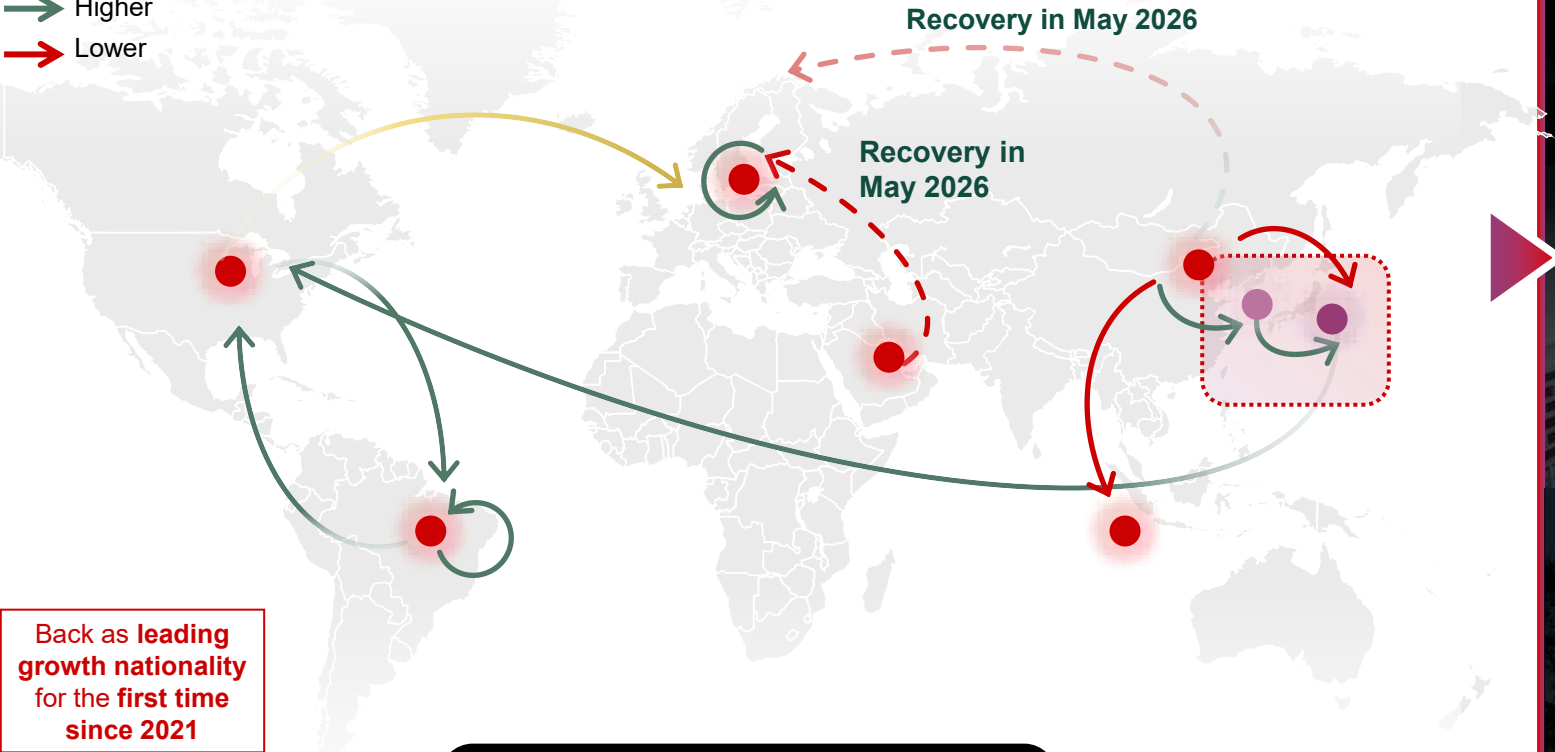 Higher
Lower
Recovery in May 2026
Recovery in
May 2026
Back as leading
growth nationality
for the first time
since 2021